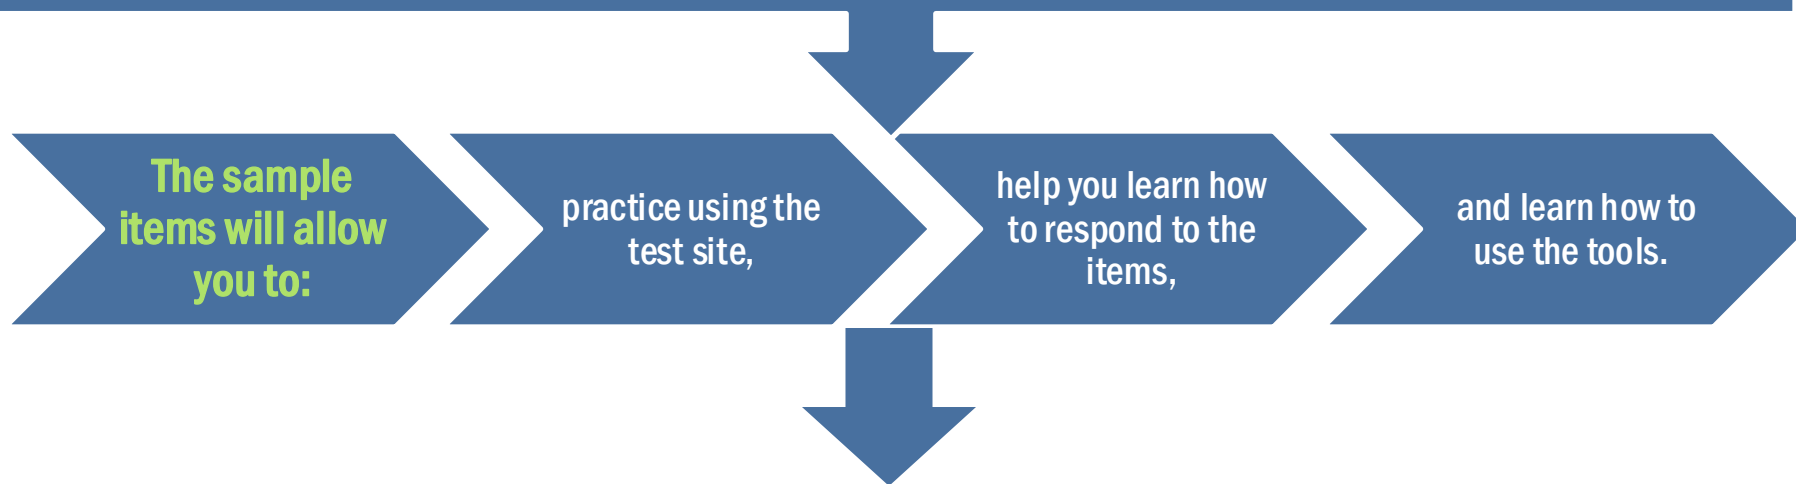 The sample
items will allow
you to:
practice using the
test site,
help you learn how
to respond to the
items,
and learn how to
use the tools.